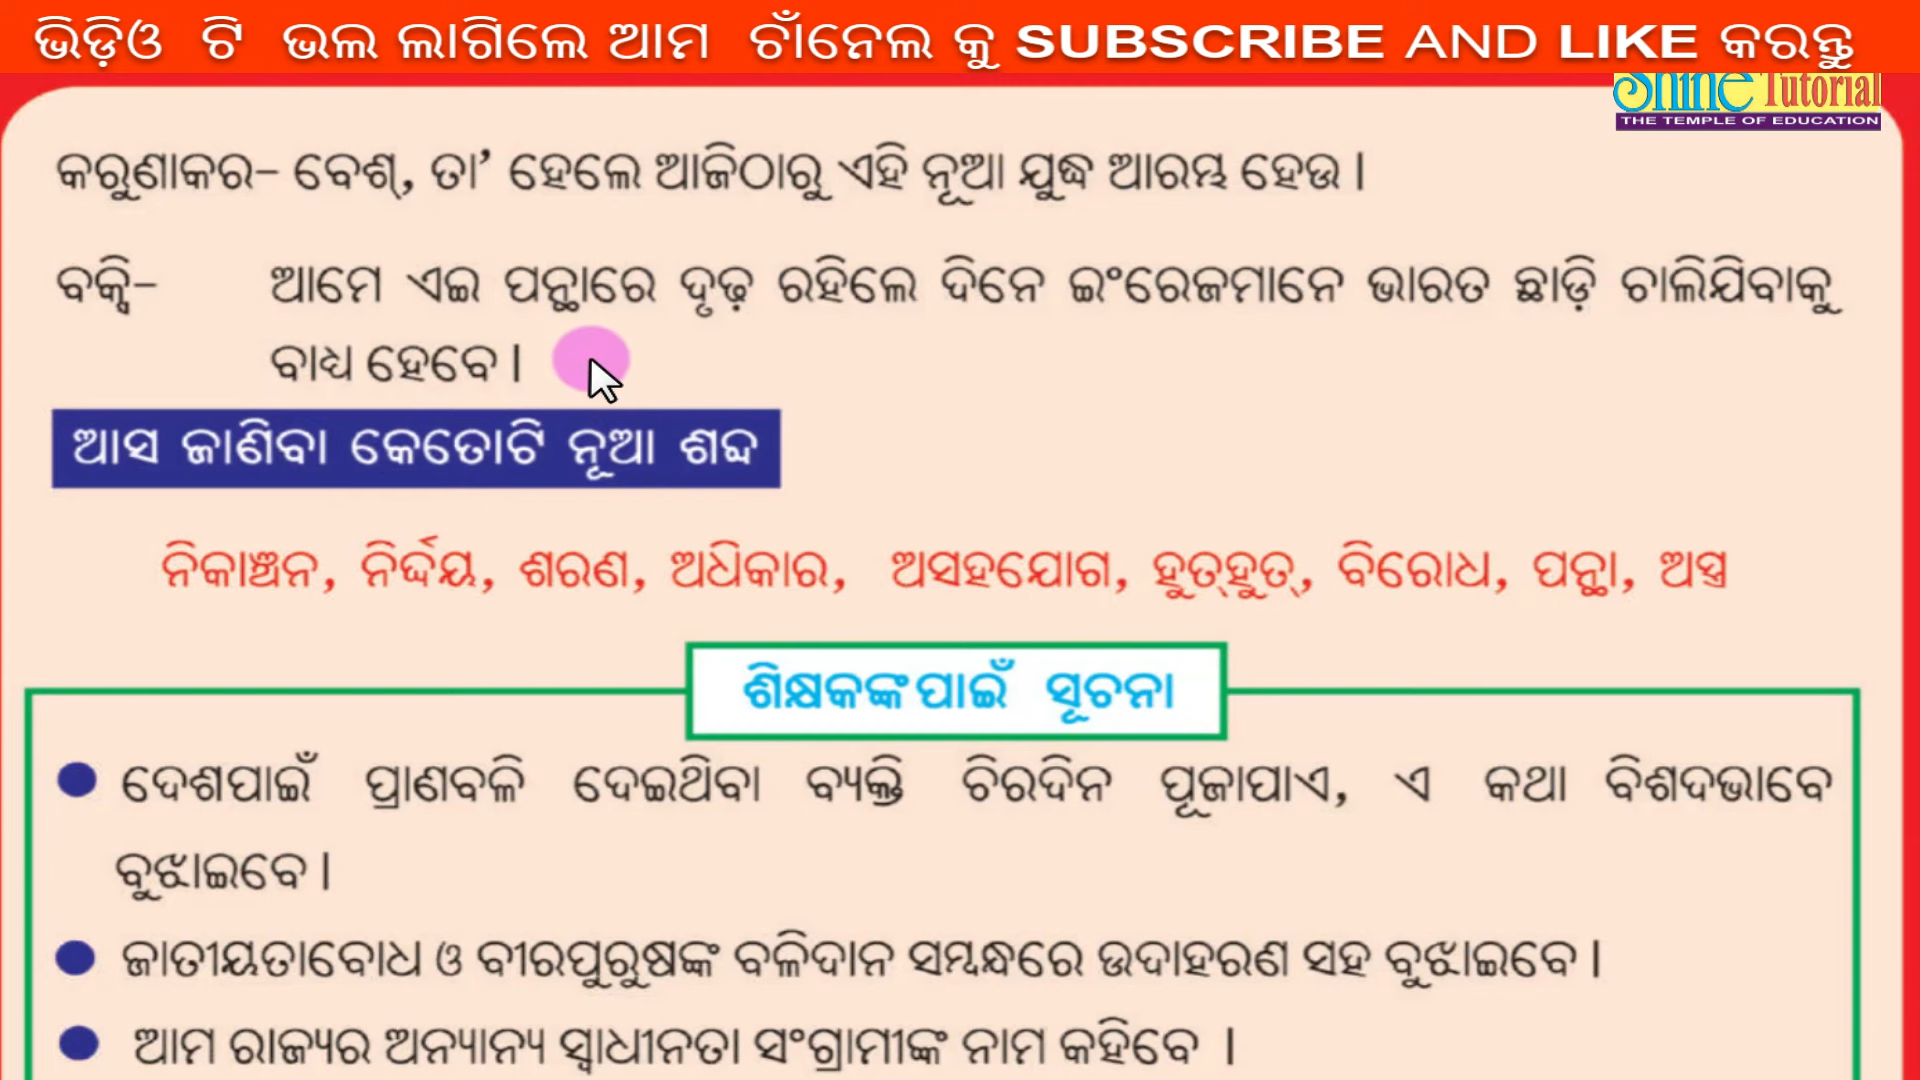 ଭିଡ଼ିଓ ଟି ଭଲ ଲାଗିଲେ ଆମ ଚାଁନେଲ କୁ SUBSCRIBE AND LIKE କରନ୍ତୁ
Shine Tutorial
THE TEMPLE OF EDUCATION
କରୁଣାକର– ବେଶ୍, ତା’ ହେଲେ ଆଜିଠାରୁ ଏହି ନୂଆ ଯୁଦ୍ଧ ଆରମ୍ଭ ହେଉ।
ବକ୍ସି– ଆମେ ଏଇ ପନ୍ଥାରେ ଦୃଢ଼ ରହିଲେ ଦିନେ ଇଂରେଜମାନେ ଭାରତ ଛାଡ଼ି ଚାଲିଯିବାକୁ
ବାଧ୍ୟ ହେବେ।
ଆସ ଜାଣିବା କେତୋଟି ନୂଆ ଶବ୍ଦ
ନିକାଞ୍ଚନ, ନିର୍ଦ୍ଦୟ, ଶରଣ, ଅଧିକାର, ଅସହଯୋଗ, ହୁତ୍‌ହୁତ୍, ବିରୋଧ, ପନ୍ଥା, ଅସ୍ତ୍ର
ଶିକ୍ଷକଙ୍କ ପାଇଁ ସୂଚନା
● ଦେଶପାଇଁ ପ୍ରାଣବଳି ଦେଇଥିବା ବ୍ୟକ୍ତି ଚିରଦିନ ପୂଜାପାଏ, ଏ କଥା ବିଶଦଭାବେ
ବୁଝାଇବେ।
● ଜାତୀୟତାବୋଧ ଓ ବୀରପୁରୁଷଙ୍କ ବଳିଦାନ ସମ୍ବନ୍ଧରେ ଉଦାହରଣ ସହ ବୁଝାଇବେ।
● ଆମ ରାଜ୍ୟର ଅନ୍ୟାନ୍ୟ ସ୍ୱାଧୀନତା ସଂଗ୍ରାମୀଙ୍କ ନାମ କହିବେ ।